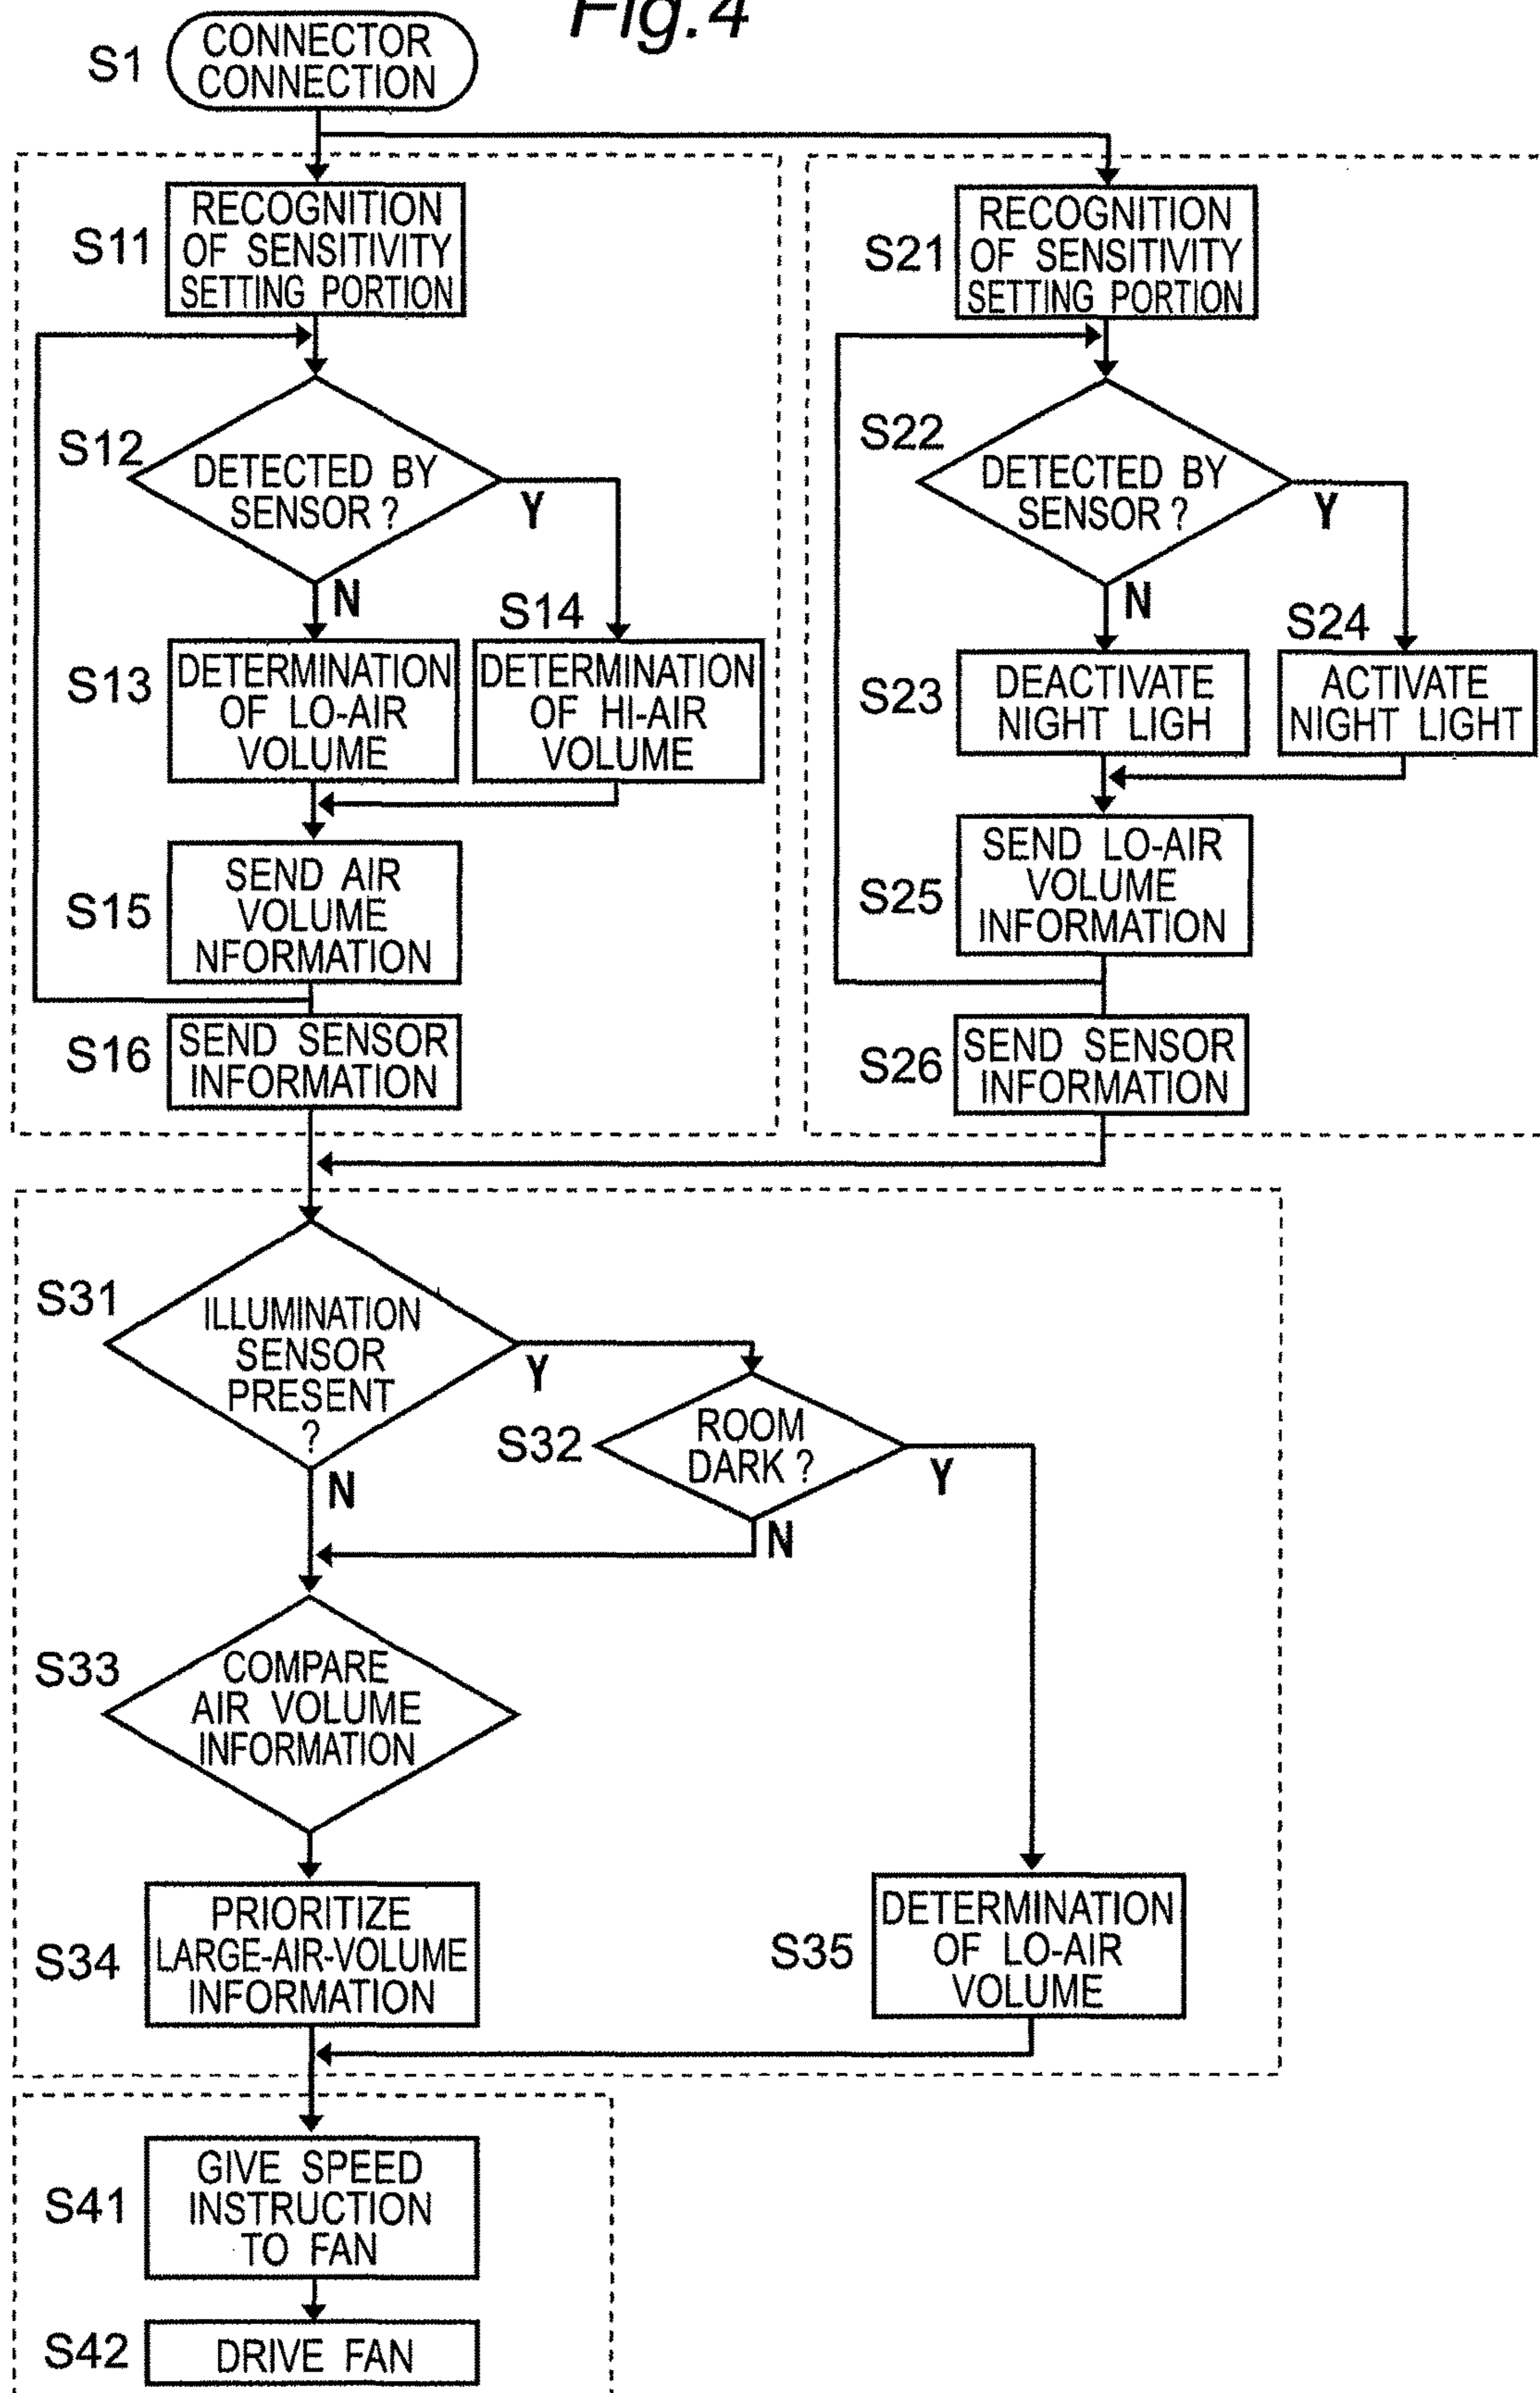 Fig.4
S1
CONNECTOR
CONNECTION
S11
RECOGNITION
OF SENSITIVITY
SETTING PORTION
S12
DETECTED BY
SENSOR ?
Y
N
S13
DETERMINATION
OF LO-AIR
VOLUME
S14
DETERMINATION
OF HI-AIR
VOLUME
S15
SEND AIR
VOLUME
NFORMATION
S16
SEND SENSOR
INFORMATION
S21
RECOGNITION
OF SENSITIVITY
SETTING PORTION
S22
DETECTED BY
SENSOR ?
Y
N
S23
DEACTIVATE
NIGHT LIGH
S24
ACTIVATE
NIGHT LIGHT
S25
SEND LO-AIR
VOLUME
INFORMATION
S26
SEND SENSOR
INFORMATION
S31
ILLUMINATION
SENSOR
PRESENT
?
Y
N
S32
ROOM
DARK ?
Y
N
S33
COMPARE
AIR VOLUME
INFORMATION
S34
PRIORITIZE
LARGE-AIR-VOLUME
INFORMATION
S35
DETERMINATION
OF LO-AIR
VOLUME
S41
GIVE SPEED
INSTRUCTION
TO FAN
S42
DRIVE FAN